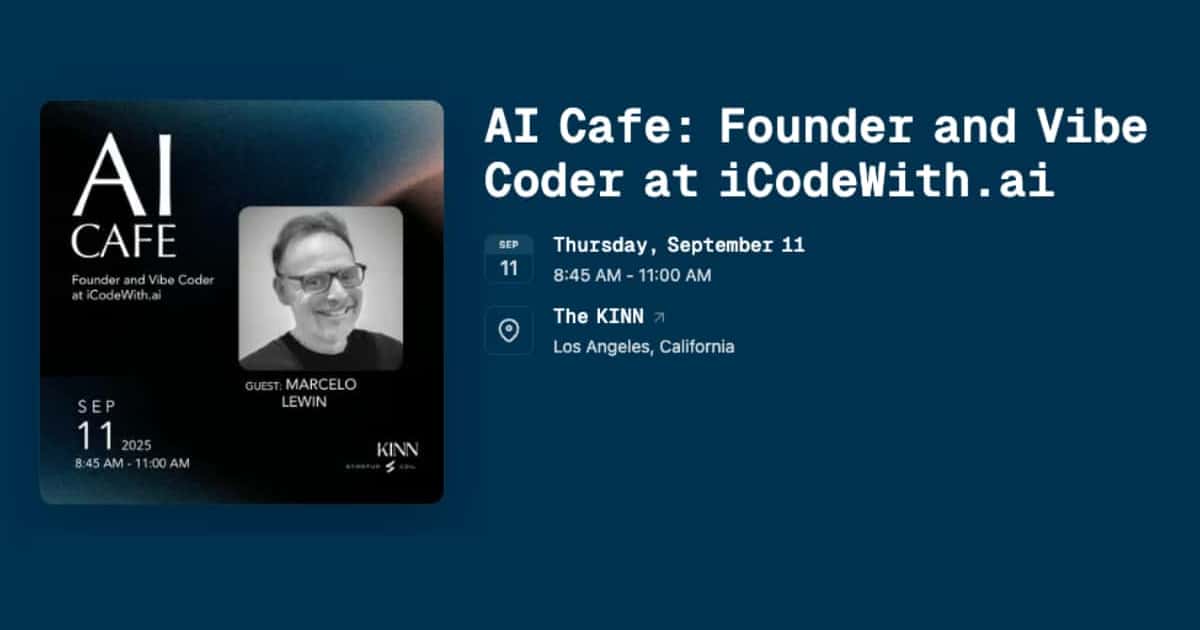 AI
CAFE
Founder and Vibe Coder
at iCodeWith.ai
GUEST: MARCELO
LEWIN
SEP
11 2025
8:45 AM - 11:00 AM
KINN
AI Cafe: Founder and Vibe
Coder at iCodeWith.ai
SEP
11
Thursday, September 11
8:45 AM - 11:00 AM
The KINN
Los Angeles, California